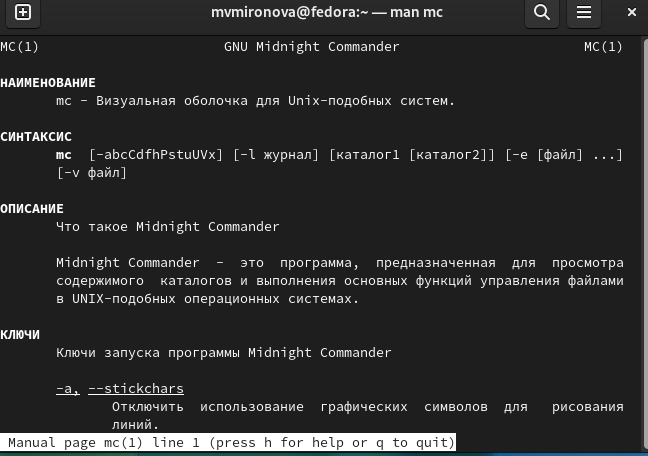 mvmironova@fedora:~ — man mc
MC(1) GNU Midnight Commander MC(1)
НАИМЕНОВАНИЕ
mc - Визуальная оболочка для Unix-подобных систем.
СИНТАКСИС
mc [-abcCdfhPstuUVx] [-l журнал] [каталог1 [каталог2]] [-e [файл] ...]
[-v файл]
ОПИСАНИЕ
Что такое Midnight Commander
Midnight Commander - это программа, предназначенная для просмотра
содержимого каталогов и выполнения основных функций управления файлами
в UNIX-подобных операционных системах.
КЛЮЧИ
Ключи запуска программы Midnight Commander
-a, --stickchars
Отключить использование графических символов для рисования
линий.
Manual page mc(1) line 1 (press h for help or q to quit)